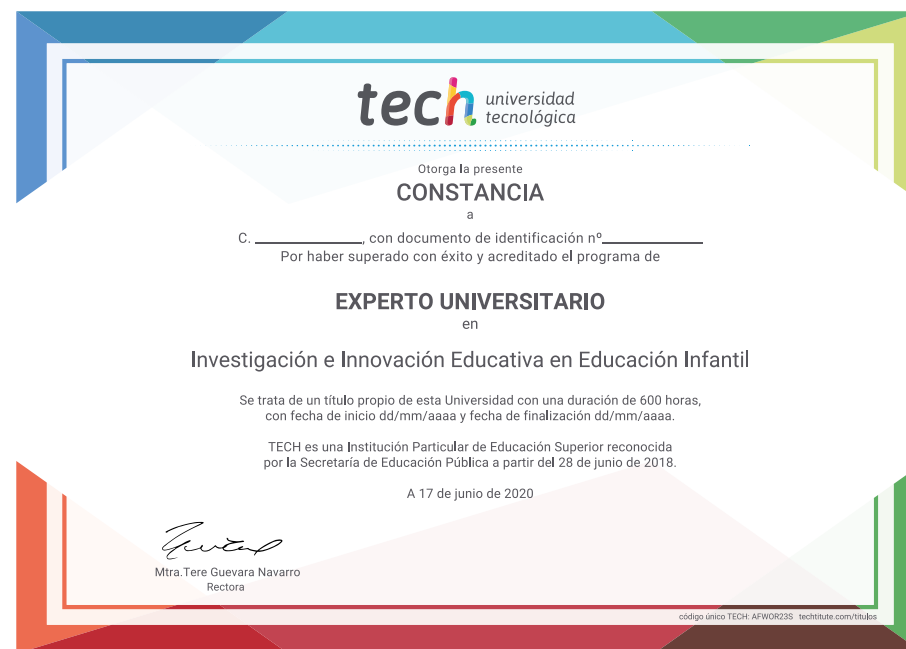 tech universidad
tecnológica
Otorga la presente
CONSTANCIA
a
C. ____________, con documento de identificación nº____________
Por haber superado con éxito y acreditado el programa de
EXPERTO UNIVERSITARIO
en
Investigación e Innovación Educativa en Educación Infantil
Se trata de un título propio de esta Universidad con una duración de 600 horas,
con fecha de inicio dd/mm/aaaa y fecha de finalización dd/mm/aaaa.
TECH es una Institución Particular de Educación Superior reconocida
por la Secretaría de Educación Pública a partir del 28 de junio de 2018.
A 17 de junio de 2020
Mtra.Tere Guevara Navarro
Rectora
código único TECH: AFWOR23S techtitute.com/titulos